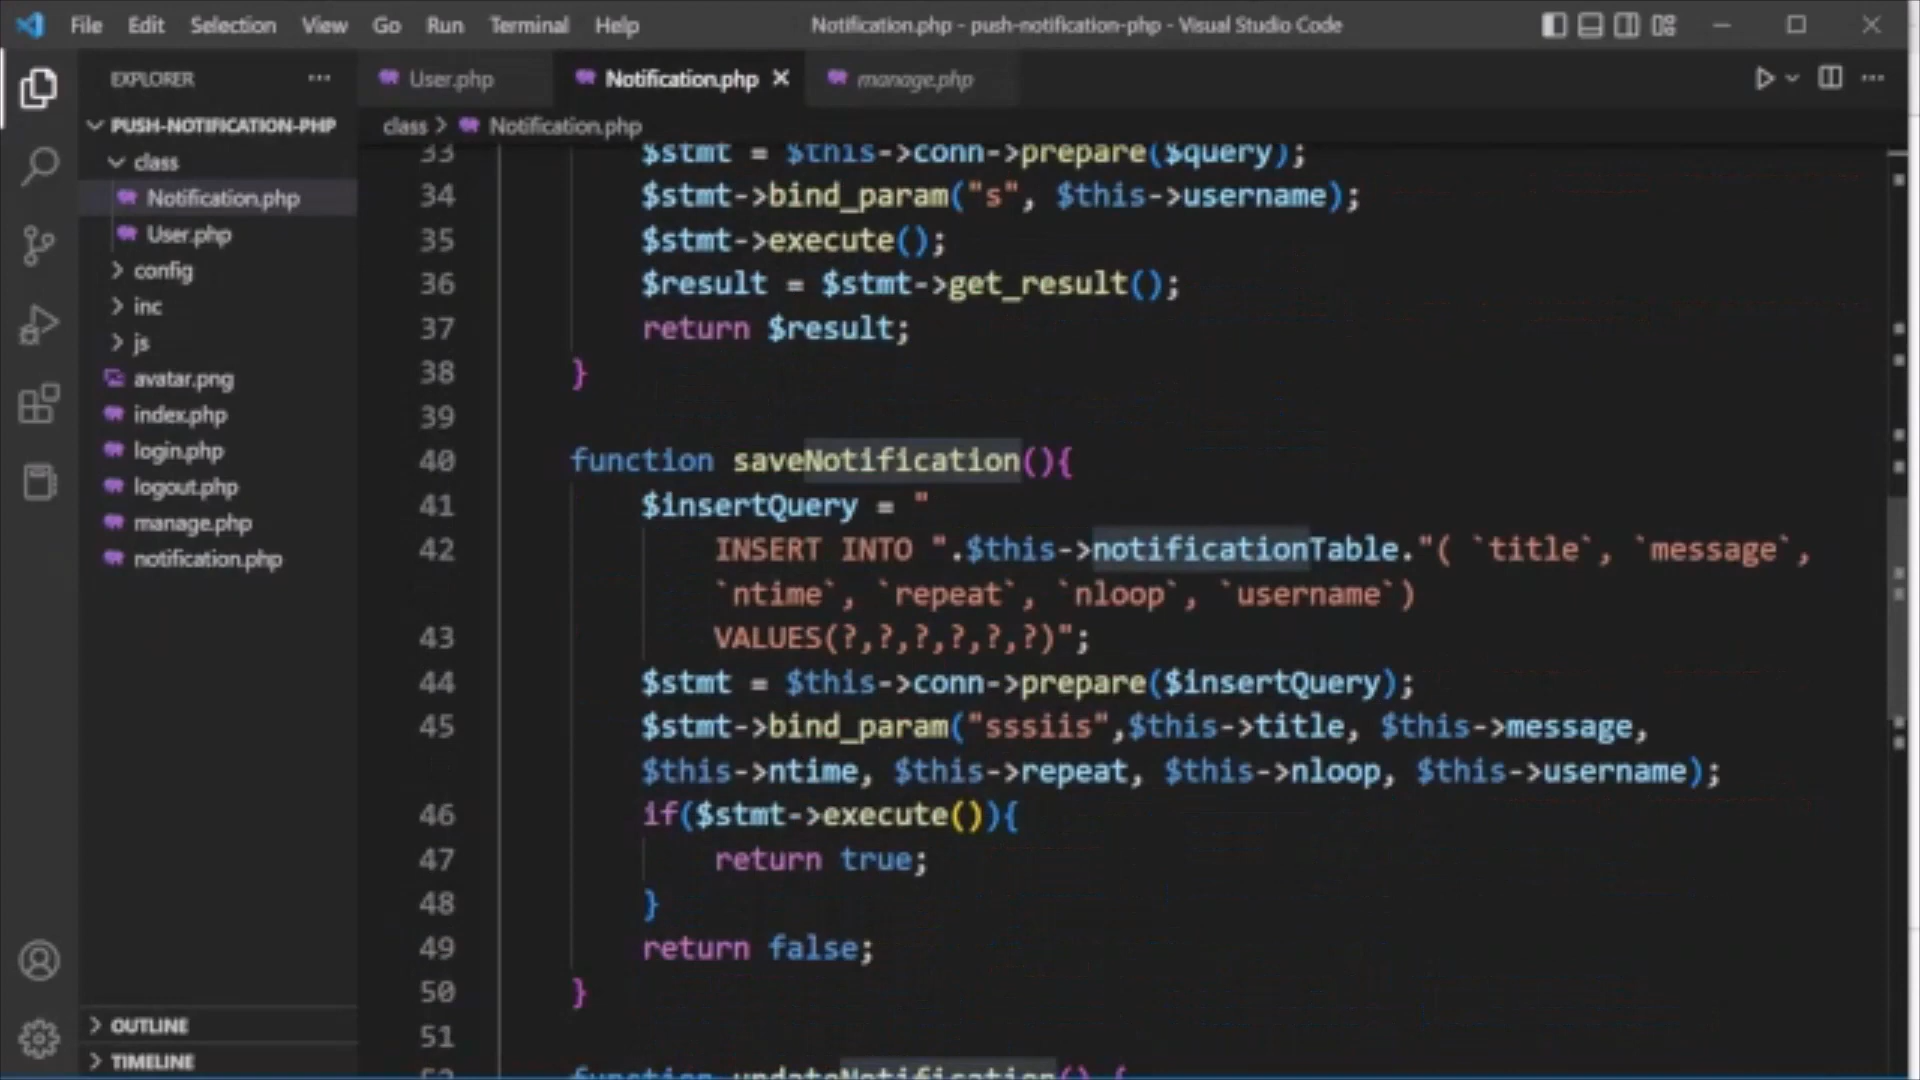 File Edit Selection View Go Run Terminal Help
Notification.php - push-notification-php - Visual Studio Code
EXPLORER
PUSH-NOTIFICATION-PHP
class
Notification.php
User.php
config
inc
js
avatar.png
index.php
login.php
logout.php
manage.php
notification.php
OUTLINE
TIMELINE
User.php Notification.php manage.php
class > Notification.php
33 $stmt = $this->conn->prepare($query);
34 $stmt->bind_param("s", $this->username);
35 $stmt->execute();
36 $result = $stmt->get_result();
37 return $result;
38 }
39
40 function saveNotification(){
41 $insertQuery = "
42 INSERT INTO ".$this->notificationTable."( `title`, `message`,
`ntime`, `repeat`, `nloop`, `username`)
43 VALUES(?,?,?,?,?,?)";
44 $stmt = $this->conn->prepare($insertQuery);
45 $stmt->bind_param("sssiis",$this->title, $this->message,
$this->ntime, $this->repeat, $this->nloop, $this->username);
46 if($stmt->execute()){
47 return true;
48 }
49 return false;
50 }
51
52 function updateNotification() {